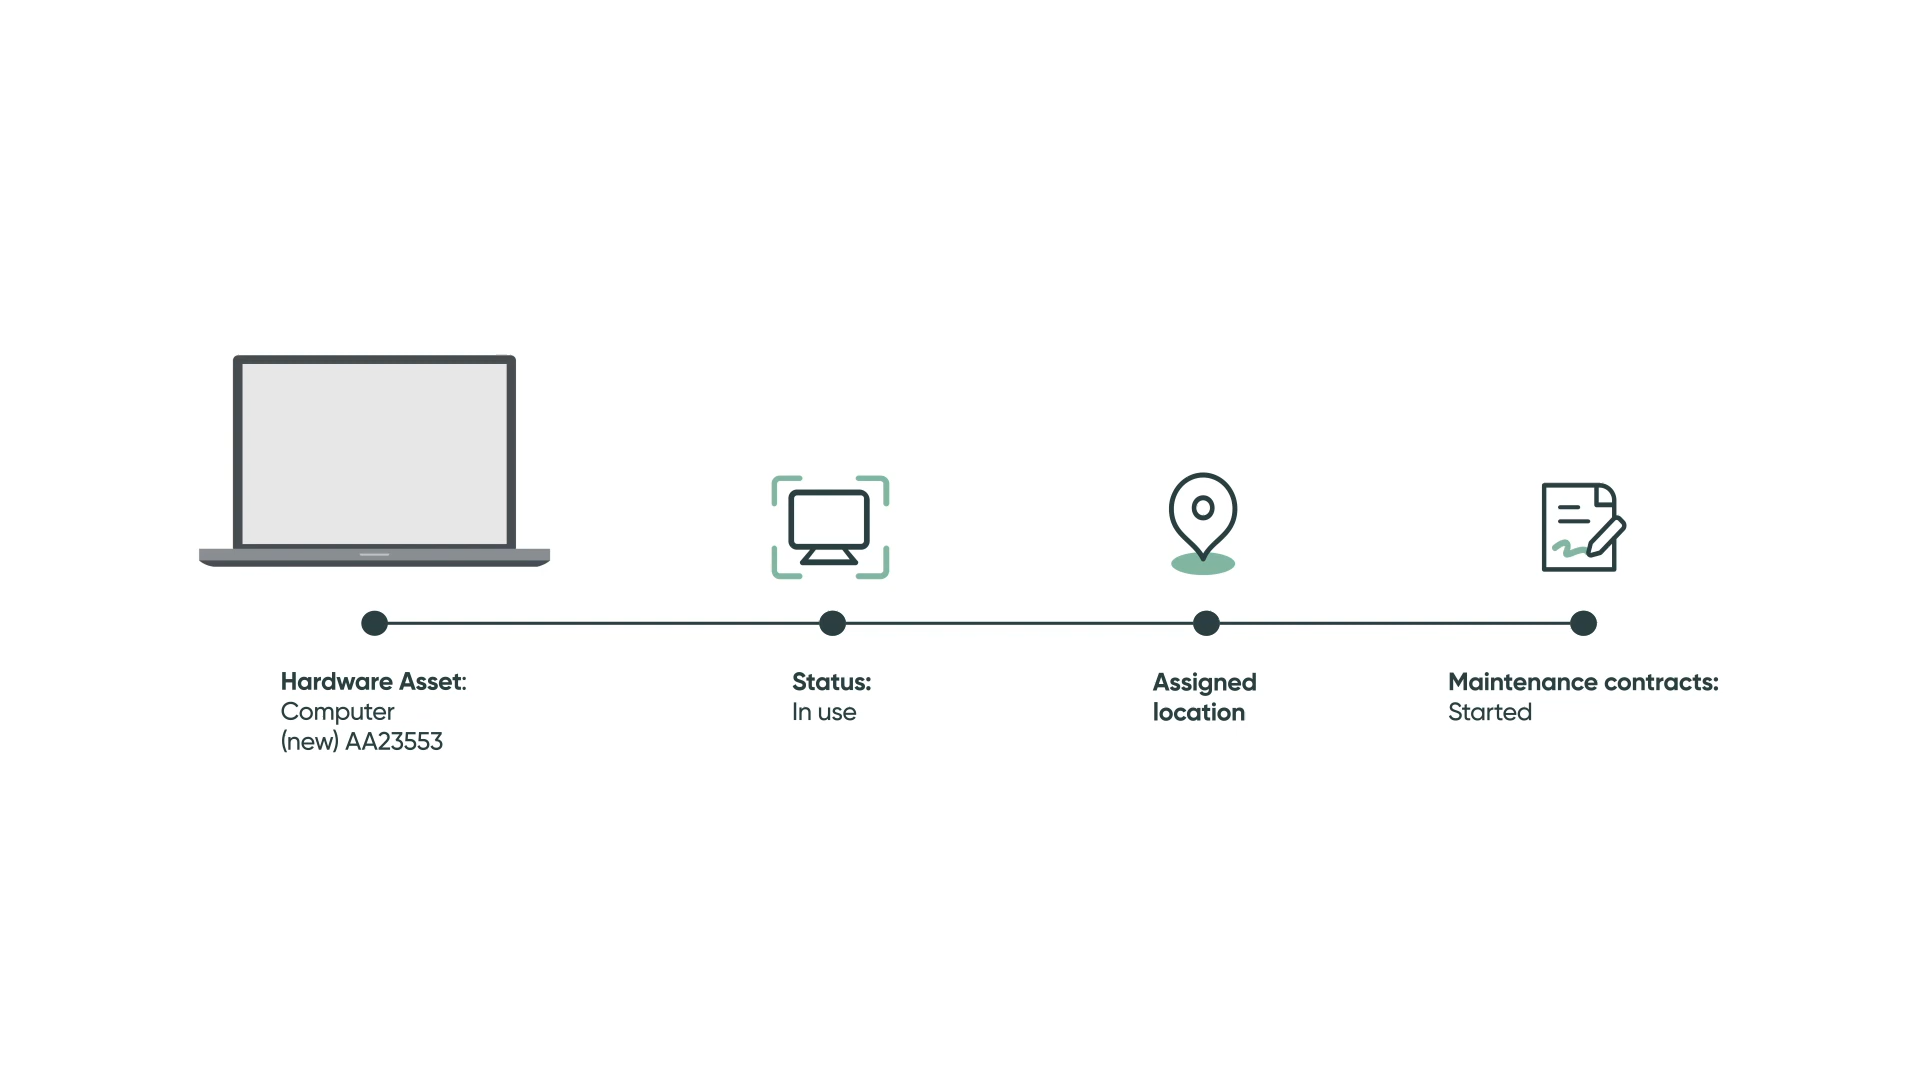 Hardware Asset:
Computer
(new) AA23553
Status:
In use
Assigned
location
Maintenance contracts:
Started